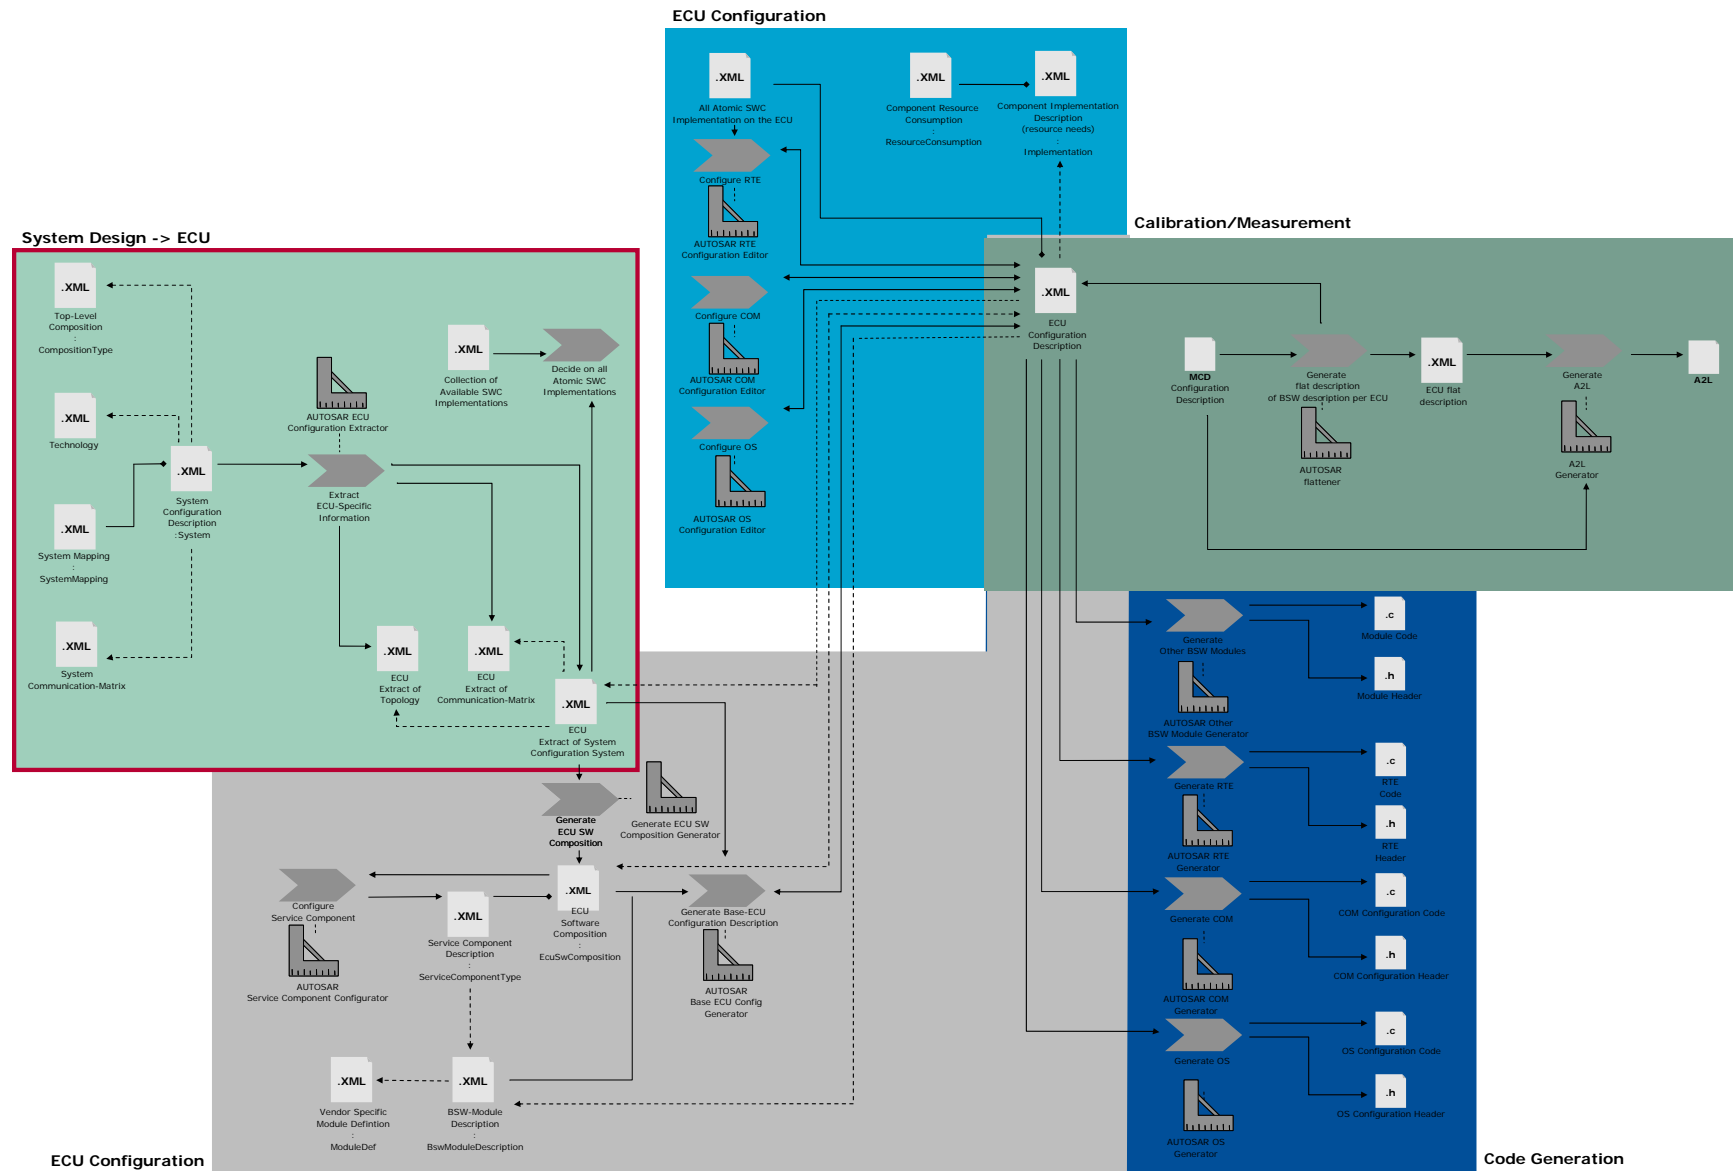 ECU Configuration
.XML
All Atomic SWC
Implementation on the ECU
.XML
Component Resource
Consumption
:
ResourceConsumption
.XML
Component Implementation
Description
(resource needs)
:
Implementation
Configure RTE
AUTOSAR RTE
Configuration Editor
Configure COM
AUTOSAR COM
Configuration Editor
Configure OS
AUTOSAR OS
Configuration Editor
System Design -> ECU
.XML
Top-Level
Composition
:
CompositionType
.XML
Technology
.XML
System Mapping
:
SystemMapping
.XML
System
Communication-Matrix
.XML
System
Configuration
Description
:System
AUTOSAR ECU
Configuration Extractor
Extract
ECU-Specific
Information
.XML
Collection of
Available SWC
Implementations
Decide on all
Atomic SWC
Implementations
.XML
ECU
Extract of
Topology
.XML
ECU
Extract of
Communication-Matrix
.XML
ECU
Extract of System
Configuration System
Calibration/Measurement
.XML
ECU
Configuration
Description
MCD
Configuration
Description
Generate
flat description
of BSW description per ECU
AUTOSAR
flattener
.XML
ECU flat
description
Generate
A2L
A2L
Generator
A2L
Generate
ECU SW
Composition
Generate ECU SW
Composition Generator
Configure
Service Component
AUTOSAR
Service Component Configurator
.XML
Service Component
Description
:
ServiceComponentType
.XML
ECU
Software
Composition
:
EcuSwComposition
Generate Base-ECU
Configuration Description
AUTOSAR
Base ECU Config
Generator
.XML
Vendor Specific
Module Defintion
:
ModuleDef
.XML
BSW-Module
Description
:
BswModuleDescription
ECU Configuration
Generate
Other BSW Modules
AUTOSAR Other
BSW Module Generator
.c
Module Code
.h
Module Header
Generate RTE
AUTOSAR RTE
Generator
.c
RTE
Code
.h
RTE
Header
Generate COM
AUTOSAR COM
Generator
.c
COM Configuration Code
.h
COM Configuration Header
Generate OS
AUTOSAR OS
Generator
.c
OS Configuration Code
.h
OS Configuration Header
Code Generation